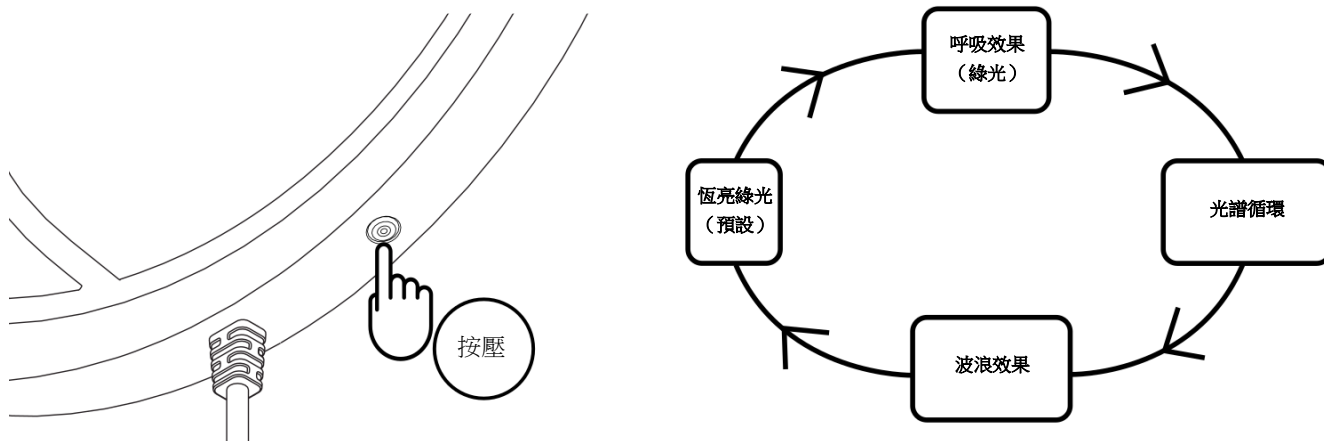 按壓
呼吸效果
（綠光）
恆亮綠光
（預設）
光譜循環
波浪效果